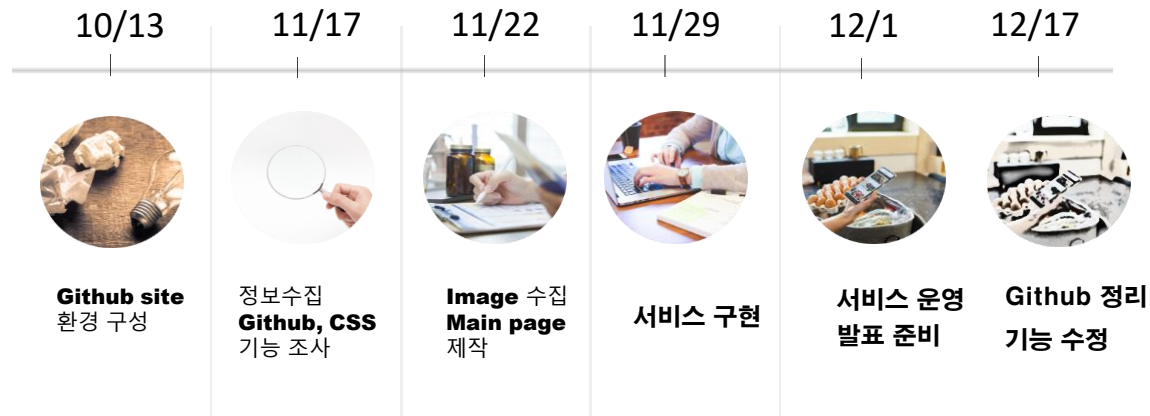 10/13
11/17
11/22
11/29
12/1
12/17
Github site
환경 구성
정보수집
Github, CSS
기능 조사
Image 수집
Main page
제작
서비스 구현
서비스 운영
발표 준비
Github 정리
기능 수정